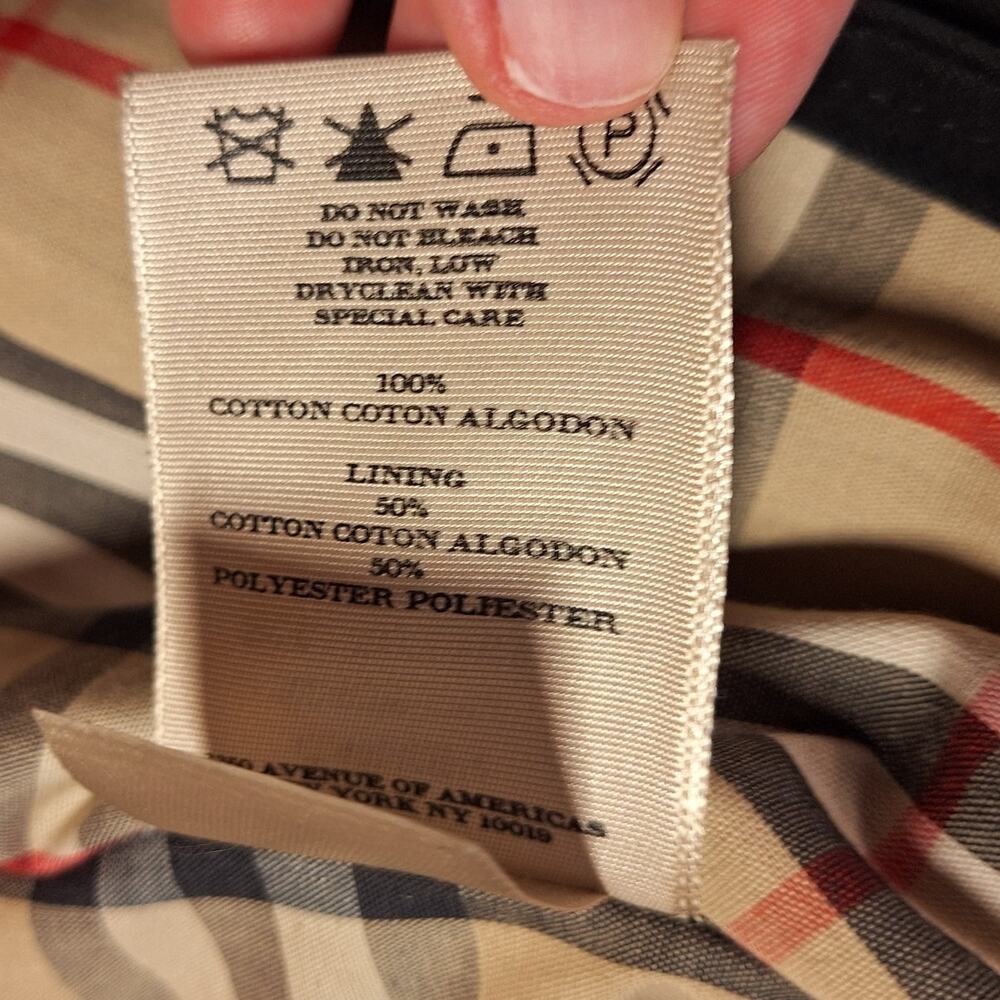 P
DO NOT WASH
DO NOT BLEACH
IRON, LOW
DRYCLEAN WITH
SPECIAL CARE
100%
COTTON COTON ALGODON
LINING
50%
COTTON COTON ALGODON
50%
POLYESTER POLIESTER
AVENUE OF AMERICAS
YORK NY 10019